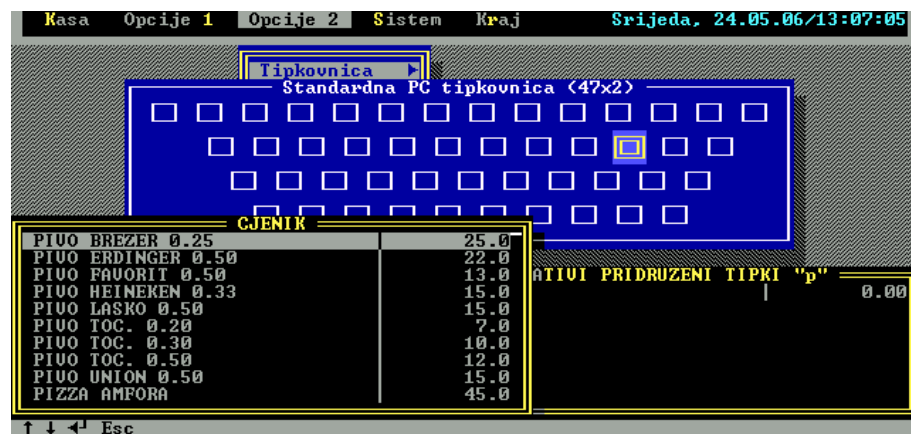 Kasa Opcije 1 Opcije 2 Sistem Kraj Srijeda, 24.05.06/13:07:05
Tipkovnica
Standardna PC tipkovnica (47x2)
CJENIK
PIVO BREZER 0.25 25.0
PIVO ERDINGER 0.50 22.0
PIVO FAVORIT 0.50 13.0
PIVO HEINEKEN 0.33 15.0
PIVO LASKO 0.50 15.0
PIVO TOC. 0.20 7.0
PIVO TOC. 0.30 10.0
PIVO TOC. 0.50 12.0
PIVO UNION 0.50 15.0
PIZZA AMFORA 45.0
ATIVI PRIDRUZENI TIPKI "p"
0.00
↑ ↓ ↵ Esc